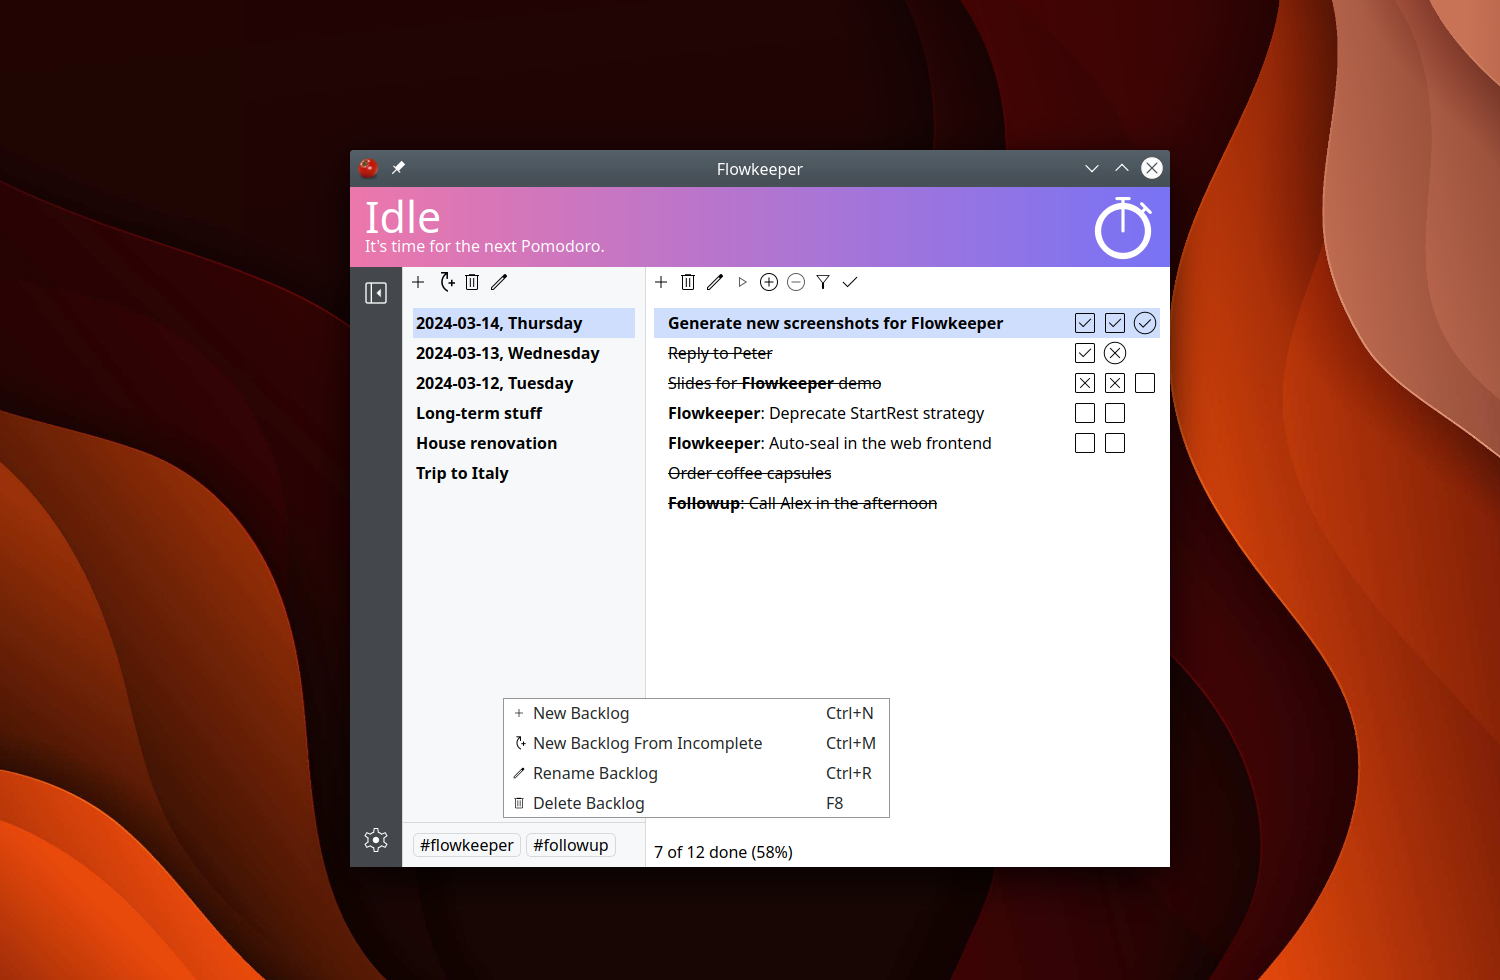 Flowkeeper
Idle
It's time for the next Pomodoro.
2024-03-14, Thursday
2024-03-13, Wednesday
2024-03-12, Tuesday
Long-term stuff
House renovation
Trip to Italy
Generate new screenshots for Flowkeeper
Reply to Peter
Slides for Flowkeeper demo
Flowkeeper: Deprecate StartRest strategy
Flowkeeper: Auto-seal in the web frontend
Order coffee capsules
Followup: Call Alex in the afternoon
New Backlog Ctrl+N
New Backlog From Incomplete Ctrl+M
Rename Backlog Ctrl+R
Delete Backlog F8
#flowkeeper #followup
7 of 12 done (58%)